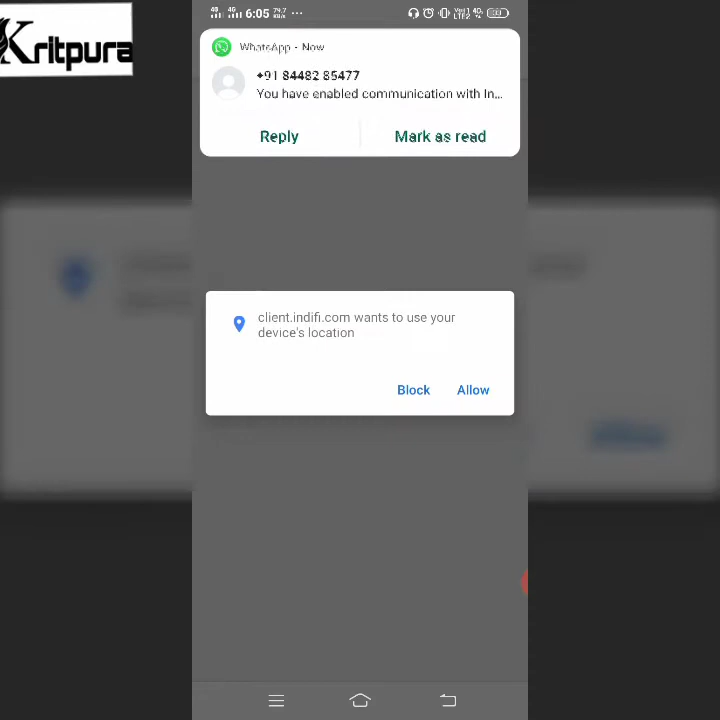 Kritpura
6:05
WhatsApp • Now
+91 84482 85477
You have enabled communication with In...
Reply
Mark as read
client.indifi.com wants to use your
device's location
Block
Allow